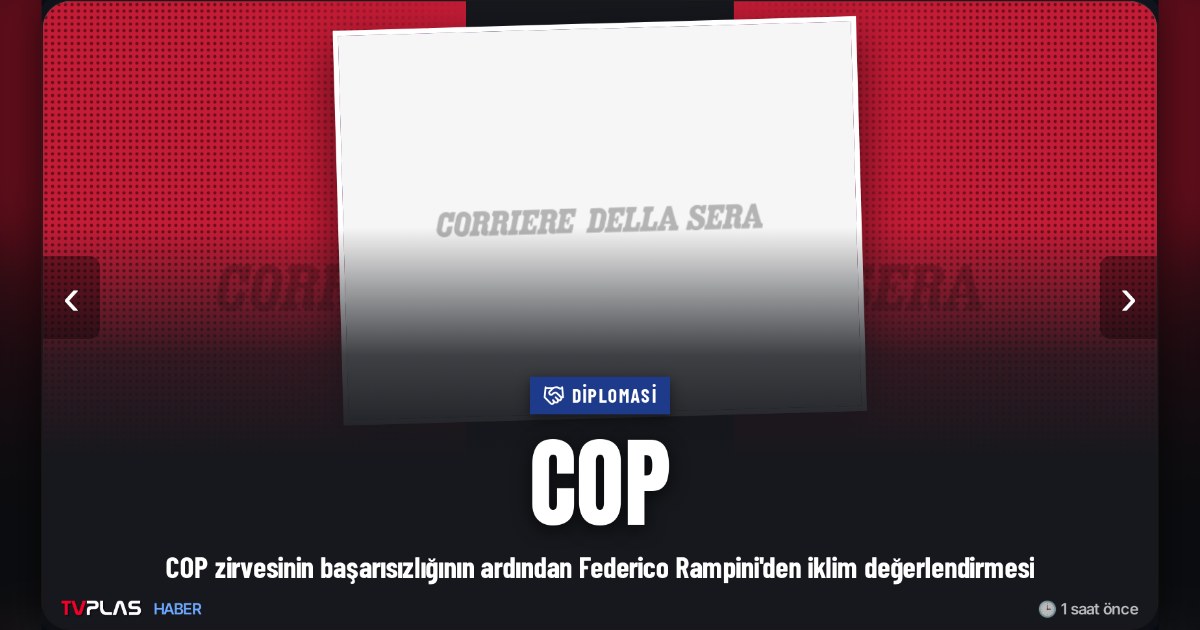 CORRIERE DELLA SERA
DİPLOMASİ
COP
COP zirvesinin başarısızlığının ardından Federico Rampini'den iklim değerlendirmesi
TVPLAS HABER
1 saat önce